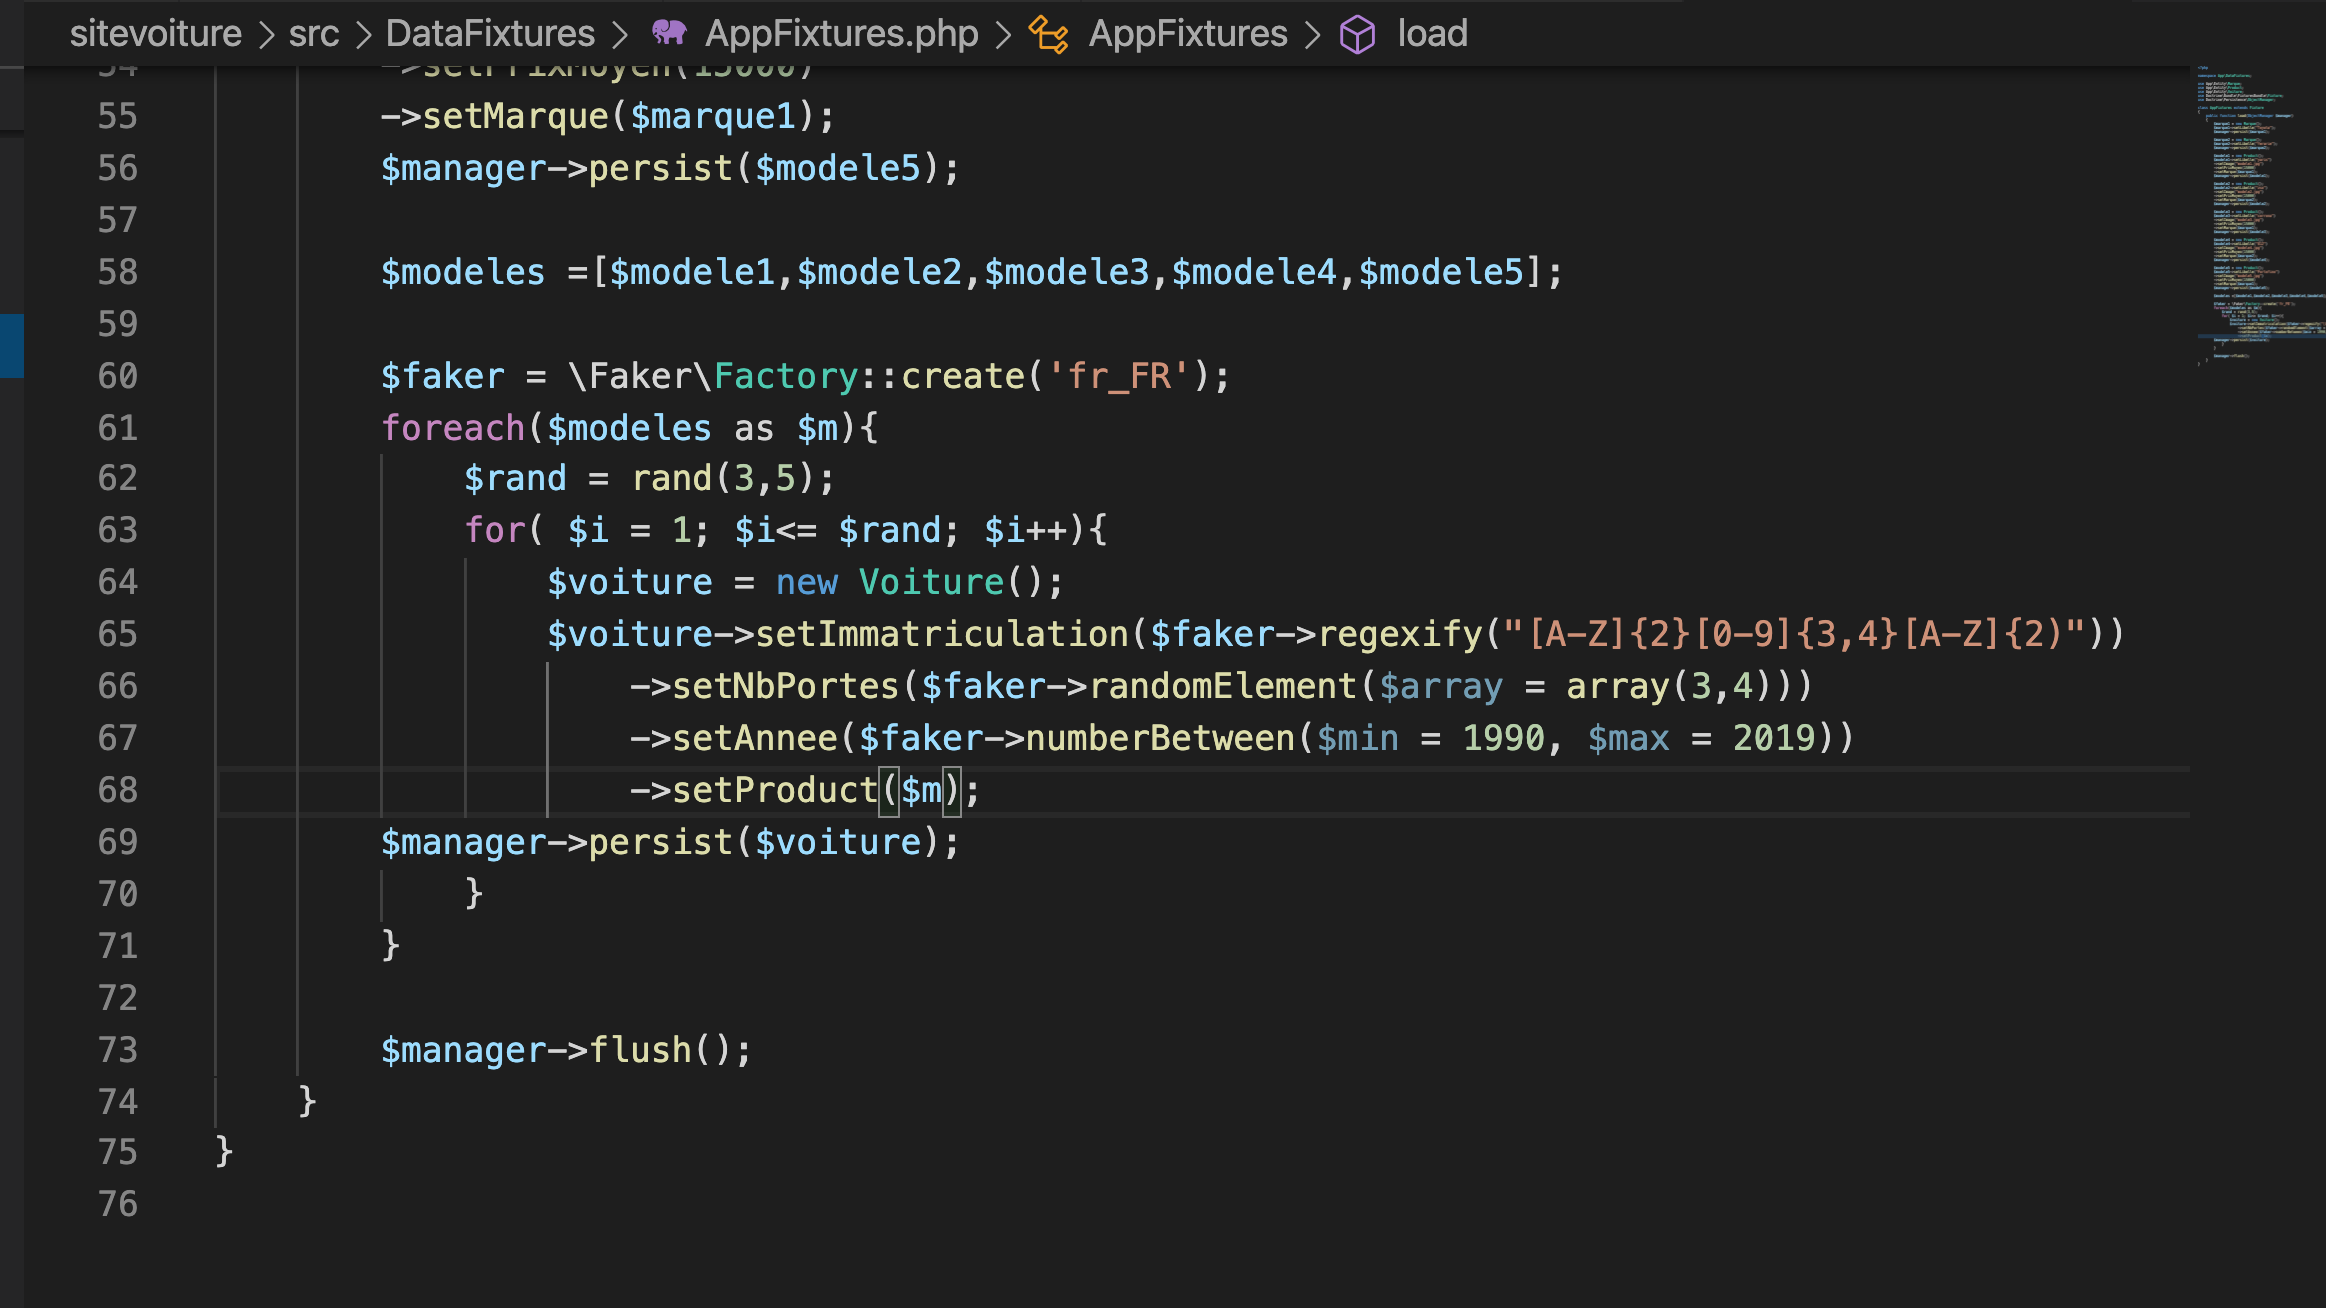 sitevoiture > src > DataFixtures > AppFixtures.php > AppFixtures > load
54 ->setPrixMoyen(15000)
55 ->setMarque($marque1);
56 $manager->persist($modele5);
57
58 $modeles =[$modele1,$modele2,$modele3,$modele4,$modele5];
59
60 $faker = \Faker\Factory::create('fr_FR');
61 foreach($modeles as $m){
62 $rand = rand(3,5);
63 for( $i = 1; $i<= $rand; $i++){
64 $voiture = new Voiture();
65 $voiture->setImmatriculation($faker->regexify("[A-Z]{2}[0-9]{3,4}[A-Z]{2)"))
66 ->setNbPortes($faker->randomElement($array = array(3,4)))
67 ->setAnnee($faker->numberBetween($min = 1990, $max = 2019))
68 ->setProduct($m);
69 $manager->persist($voiture);
70 }
71 }
72
73 $manager->flush();
74 }
75 }
76